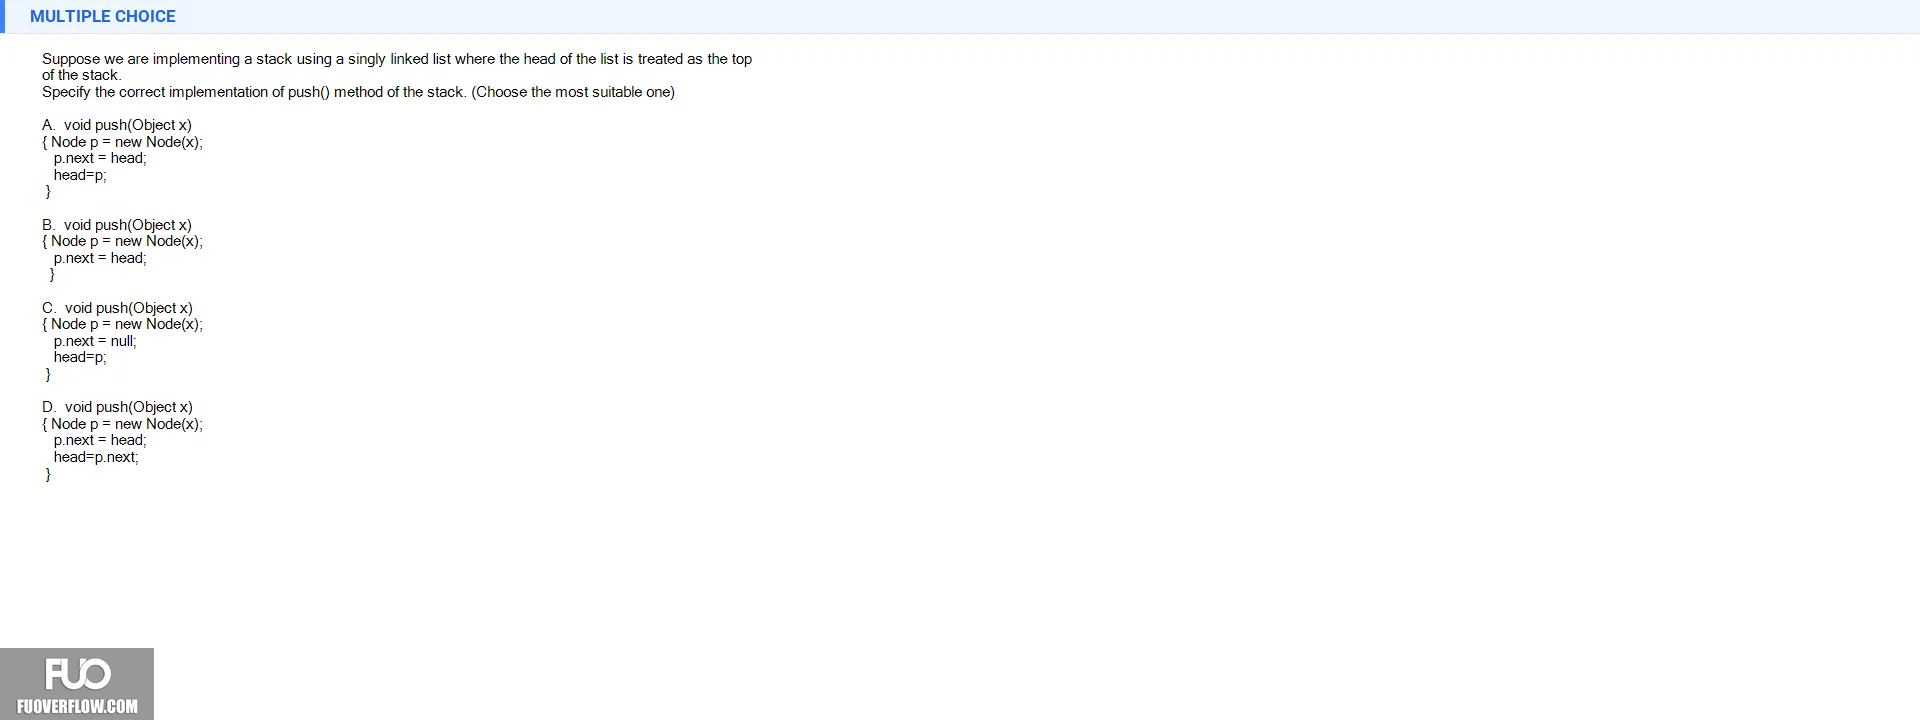 MULTIPLE CHOICE
Suppose we are implementing a stack using a singly linked list where the head of the list is treated as the top
of the stack.
Specify the correct implementation of push() method of the stack. (Choose the most suitable one)
A. void push(Object x)
{ Node p = new Node(x);
p.next = head;
head=p;
}
B. void push(Object x)
{ Node p = new Node(x);
p.next = head;
}
C. void push(Object x)
{ Node p = new Node(x);
p.next = null;
head=p;
}
D. void push(Object x)
{ Node p = new Node(x);
p.next = head;
head=p.next;
}
FUO
FUOVERFLOW.COM